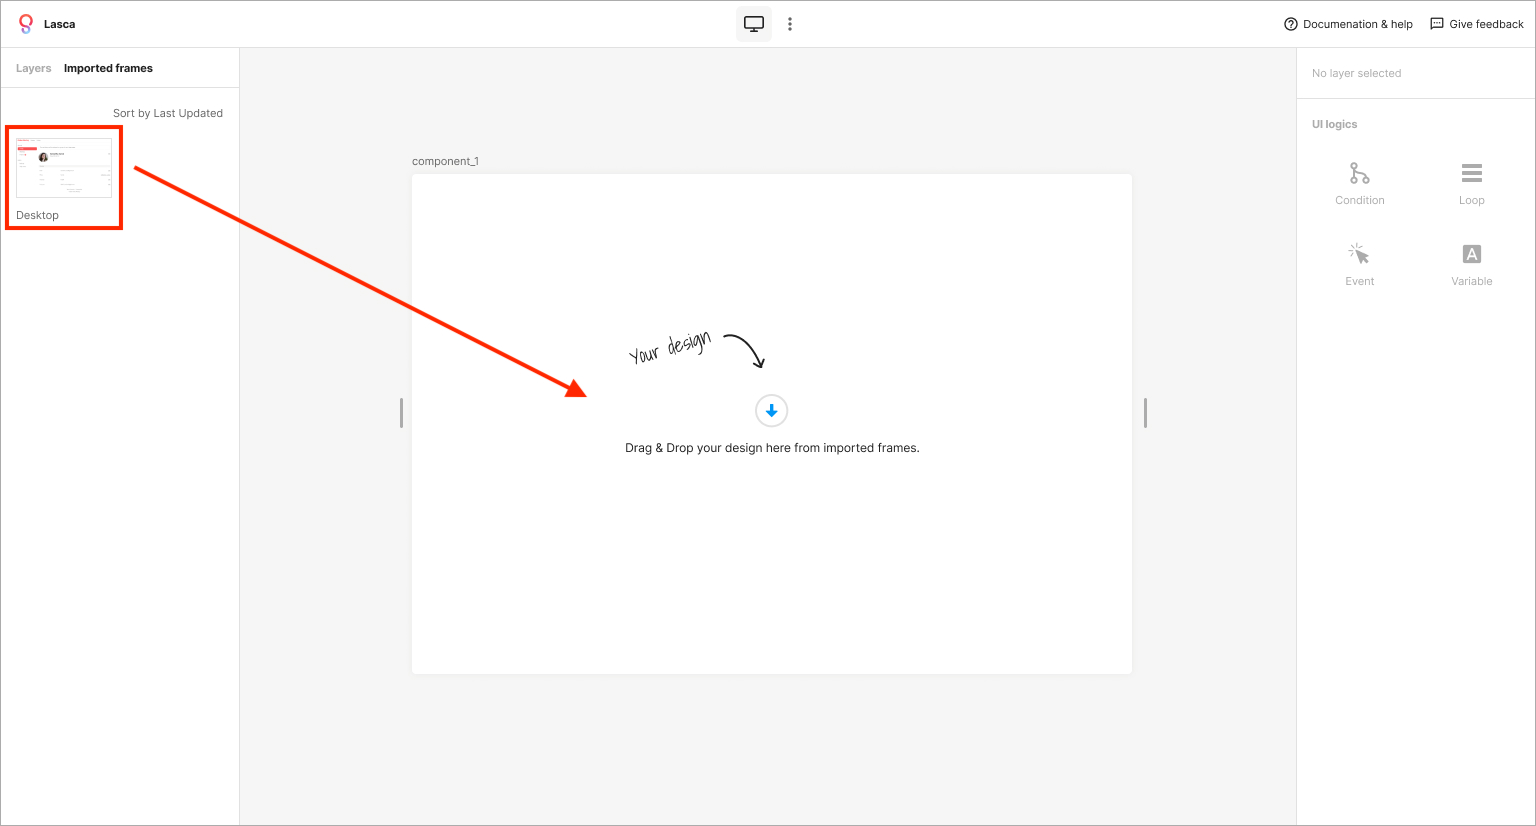 Lasca
Documenation & help
Give feedback
Layers
Imported frames
Sort by Last Updated
Desktop
component_1
Your design
Drag & Drop your design here from imported frames.
No layer selected
UI logics
Condition
Loop
Event
A
Variable